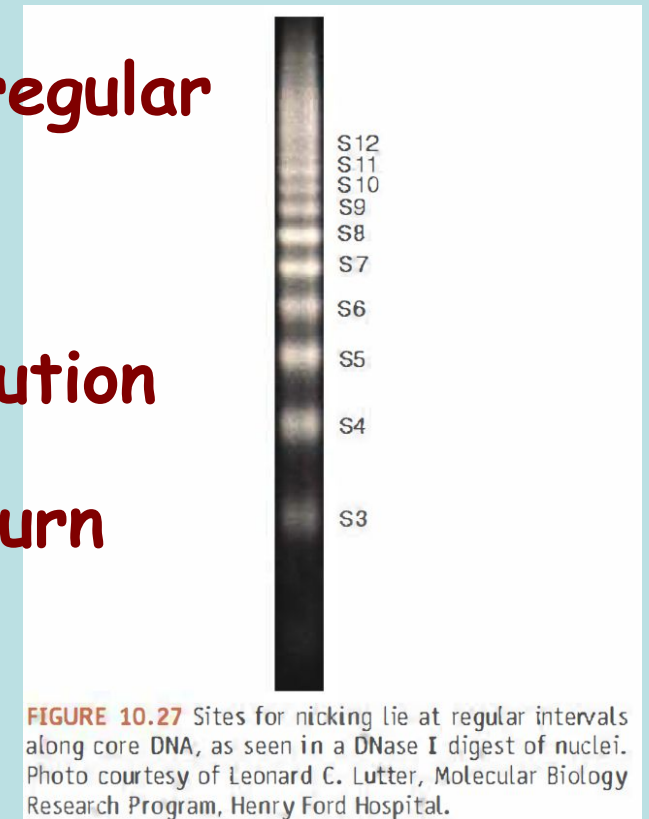 regular
ution
urn
S12
S11
S10
S9
S8
S7
S6
S5
S4
S3
FIGURE 10.27 Sites for nicking lie at regular intervals
along core DNA, as seen in a DNase I digest of nuclei.
Photo courtesy of Leonard C. Lutter, Molecular Biology
Research Program, Henry Ford Hospital.